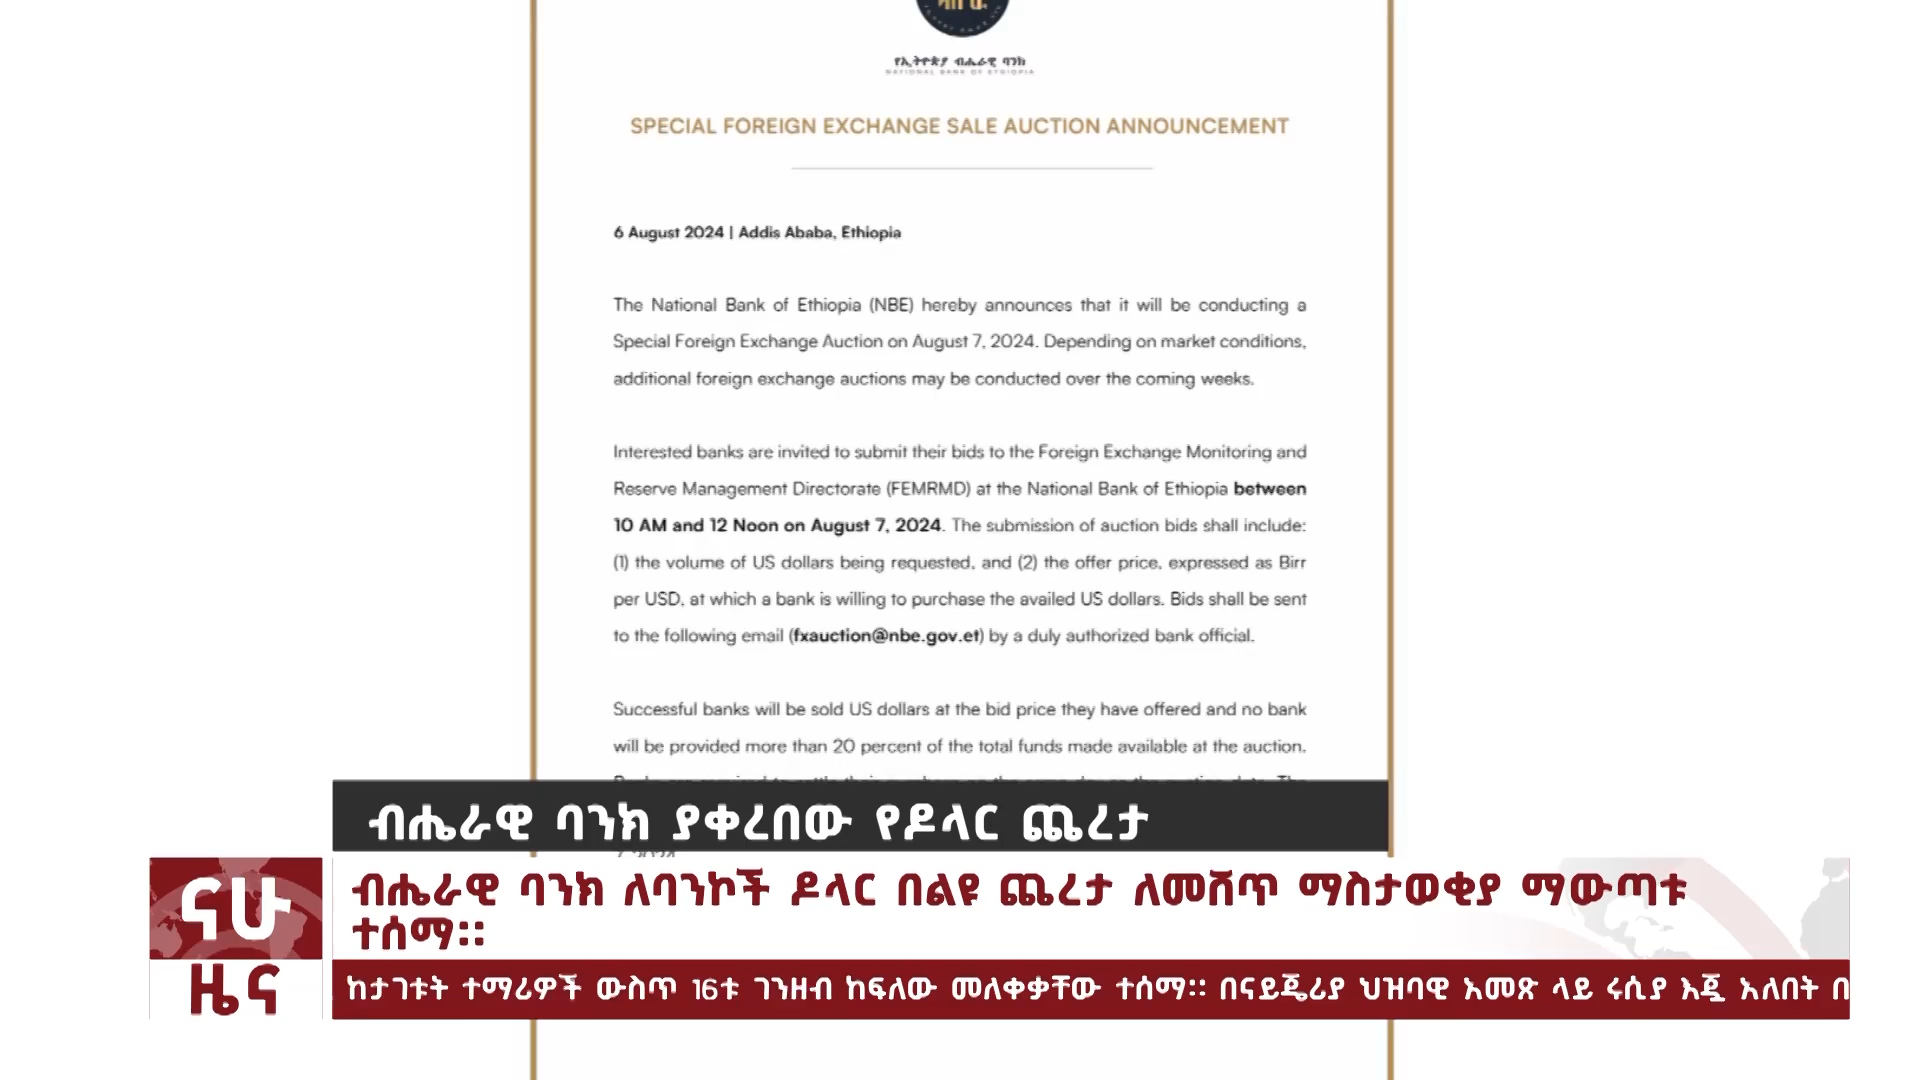 የኢትዮጵያ ብሔራዊ ባንክ
NATIONAL BANK OF ETHIOPIA
SPECIAL FOREIGN EXCHANGE SALE AUCTION ANNOUNCEMENT
6 August 2024 | Addis Ababa, Ethiopia
The National Bank of Ethiopia (NBE) hereby announces that it will be conducting a
Special Foreign Exchange Auction on August 7, 2024. Depending on market conditions,
additional foreign exchange auctions may be conducted over the coming weeks.
Interested banks are invited to submit their bids to the Foreign Exchange Monitoring and
Reserve Management Directorate (FEMRMD) at the National Bank of Ethiopia between
10 AM and 12 Noon on August 7, 2024. The submission of auction bids shall include:
(1) the volume of US dollars being requested, and (2) the offer price, expressed as Birr
per USD, at which a bank is willing to purchase the availed US dollars. Bids shall be sent
to the following email (fxauction@nbe.gov.et) by a duly authorized bank official.
Successful banks will be sold US dollars at the bid price they have offered and no bank
will be provided more than 20 percent of the total funds made available at the auction.
ብሔራዊ ባንክ ያቀረበው የዶላር ጨረታ
ብሔራዊ ባንክ ለባንኮች ዶላር በልዩ ጨረታ ለመሸጥ ማስታወቂያ ማውጣቱ
ተሰማ።
ናሁ
ዜና
ከታገቱት ተማሪዎች ውስጥ 16ቱ ገንዘብ ከፍለው መለቀቃቸው ተሰማ። በናይጄሪያ ህዝባዊ አመጽ ላይ ሩሲያ እጇ አለበት በ